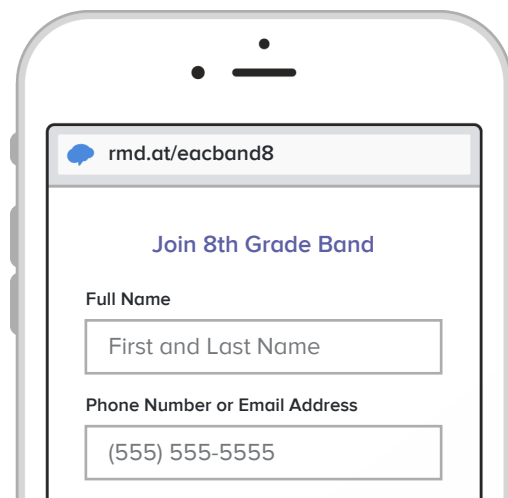 rmd.at/eacband8
Join 8th Grade Band
Full Name
First and Last Name
Phone Number or Email Address
(555) 555-5555